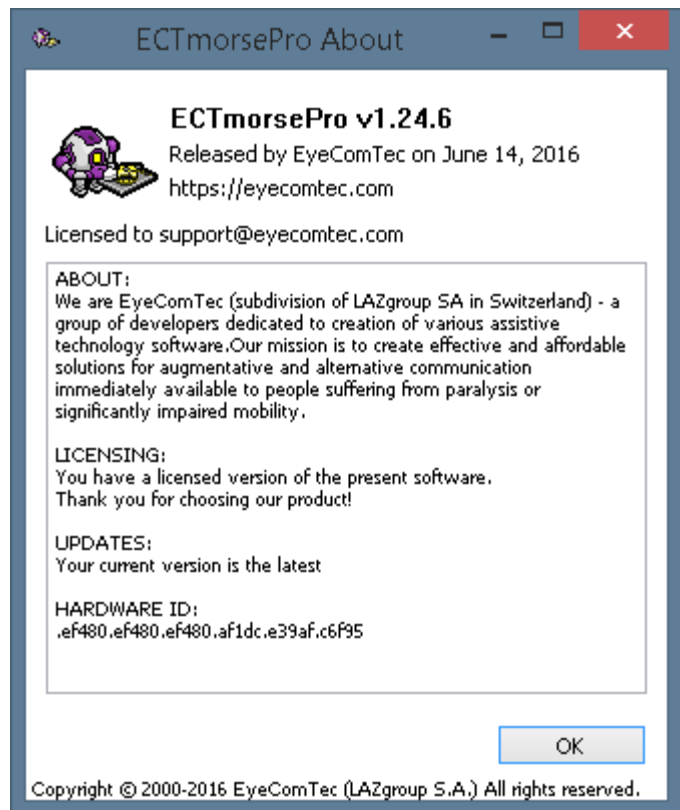 ECTmorsePro About
ECTmorsePro v1.24.6
Released by EyeComTec on June 14, 2016
https://eyecomtec.com
Licensed to support@eyecomtec.com
ABOUT:
We are EyeComTec (subdivision of LAZgroup SA in Switzerland) - a
group of developers dedicated to creation of various assistive
technology software.Our mission is to create effective and affordable
solutions for augmentative and alternative communication
immediately available to people suffering from paralysis or
significantly impaired mobility.
LICENSING:
You have a licensed version of the present software.
Thank you for choosing our product!
UPDATES:
Your current version is the latest
HARDWARE ID:
.ef480.ef480.ef480.af1dc.e39af.c6f95
OK
Copyright © 2000-2016 EyeComTec (LAZgroup S.A.) All rights reserved.